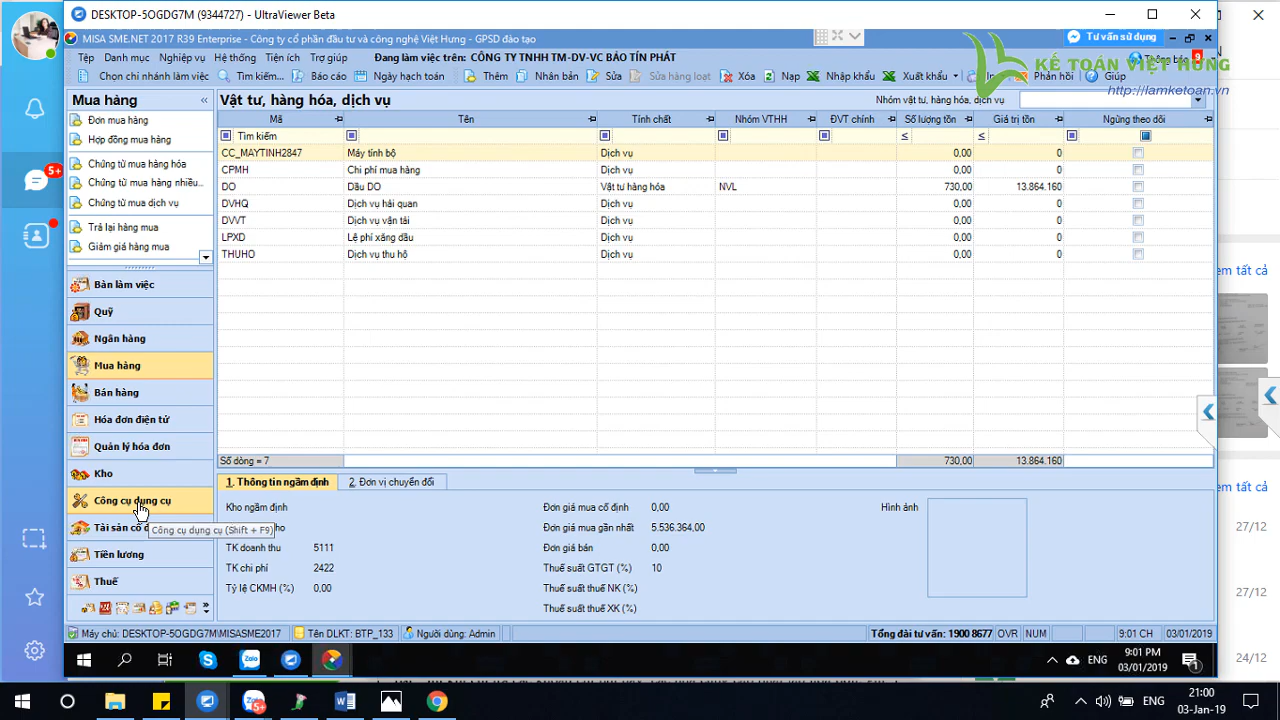 DESKTOP-5OGDG7M (9344727) - UltraViewer Beta
MISA SME.NET 2017 R39 Enterprise - Công ty cổ phần đầu tư và công nghệ Việt Hưng - GPSD đào tạo
Tư vấn sử dụng
Tệp Danh mục Nghiệp vụ Hệ thống Tiện ích Trợ giúp Đang làm việc trên: CÔNG TY TNHH TM-DV-VC BẢO TÍN PHÁT
Thông báo 9
KẾ TOÁN VIỆT HƯNG
http://lamketoan.vn
Chọn chi nhánh làm việc Tìm kiếm... Báo cáo Ngày hạch toán Thêm Nhân bản Sửa Sửa hàng loạt Xóa Nạp Nhập khẩu Xuất khẩu In Phản hồi Giúp
Mua hàng
Vật tư, hàng hóa, dịch vụ
Nhóm vật tư, hàng hóa, dịch vụ
Đơn mua hàng
Hợp đồng mua hàng
Chứng từ mua hàng hóa
Chứng từ mua hàng nhiều...
Chứng từ mua dịch vụ
Trả lại hàng mua
Giảm giá hàng mua
Bàn làm việc
Quỹ
Ngân hàng
Mua hàng
Bán hàng
Hóa đơn điện tử
Quản lý hóa đơn
Kho
Công cụ dụng cụ
Tài sản cố đ
Công cụ dụng cụ (Shift + F9)
Tiền lương
Thuế
Mã Tên Tính chất Nhóm VTHH ĐVT chính Số lượng tồn Giá trị tồn Ngừng theo dõi
Tìm kiếm ≤ ≤
CC_MAYTINH2847 Máy tính bộ Dịch vụ 0,00 0
CPMH Chi phí mua hàng Dịch vụ 0,00 0
DO Dầu DO Vật tư hàng hóa NVL 730,00 13.864.160
DVHQ Dịch vụ hải quan Dịch vụ 0,00 0
DVVT Dịch vụ vận tải Dịch vụ 0,00 0
LPXD Lệ phí xăng dầu Dịch vụ 0,00 0
THUHO Dịch vụ thu hộ Dịch vụ 0,00 0
Số dòng = 7 730,00 13.864.160
1. Thông tin ngầm định 2. Đơn vị chuyển đổi
Kho ngầm định Đơn giá mua cố định 0,00 Hình ảnh
ho Đơn giá mua gần nhất 5.536.364,00
TK doanh thu 5111 Đơn giá bán 0,00
TK chi phí 2422 Thuế suất GTGT (%) 10
Tỷ lệ CKMH (%) 0,00 Thuế suất thuế NK (%)
Thuế suất thuế XK (%)
Máy chủ: DESKTOP-5OGDG7M\MISASME2017 Tên DLKT: BTP_133 Người dùng: Admin Tổng đài tư vấn: 1900 8677 OVR NUM 9:01 CH 03/01/2019
Zalo ENG 9:01 PM
03/01/2019 1
5+
em tất cả
em tất cả
27/12
27/12
24/12
Zalo 5+ ENG 21:00
03-Jan-19